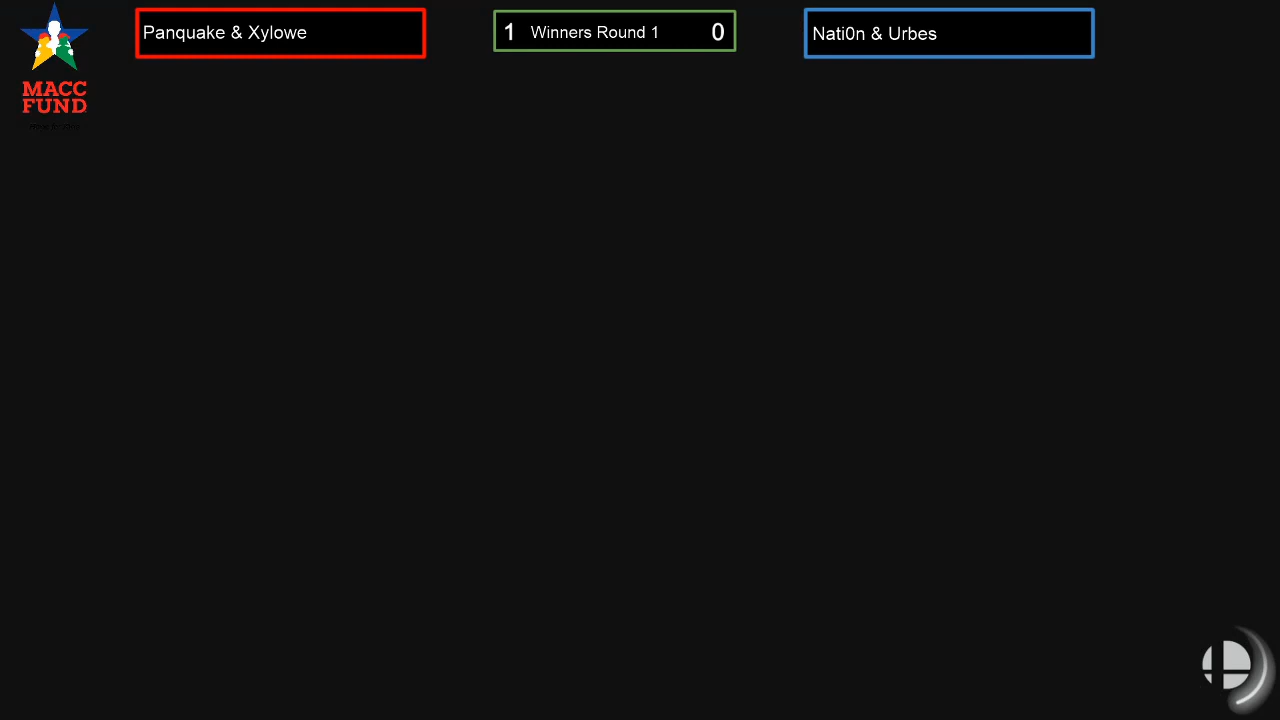 Panquake & Xylowe
1 Winners Round 1 0
Nati0n & Urbes
MACC
FUND